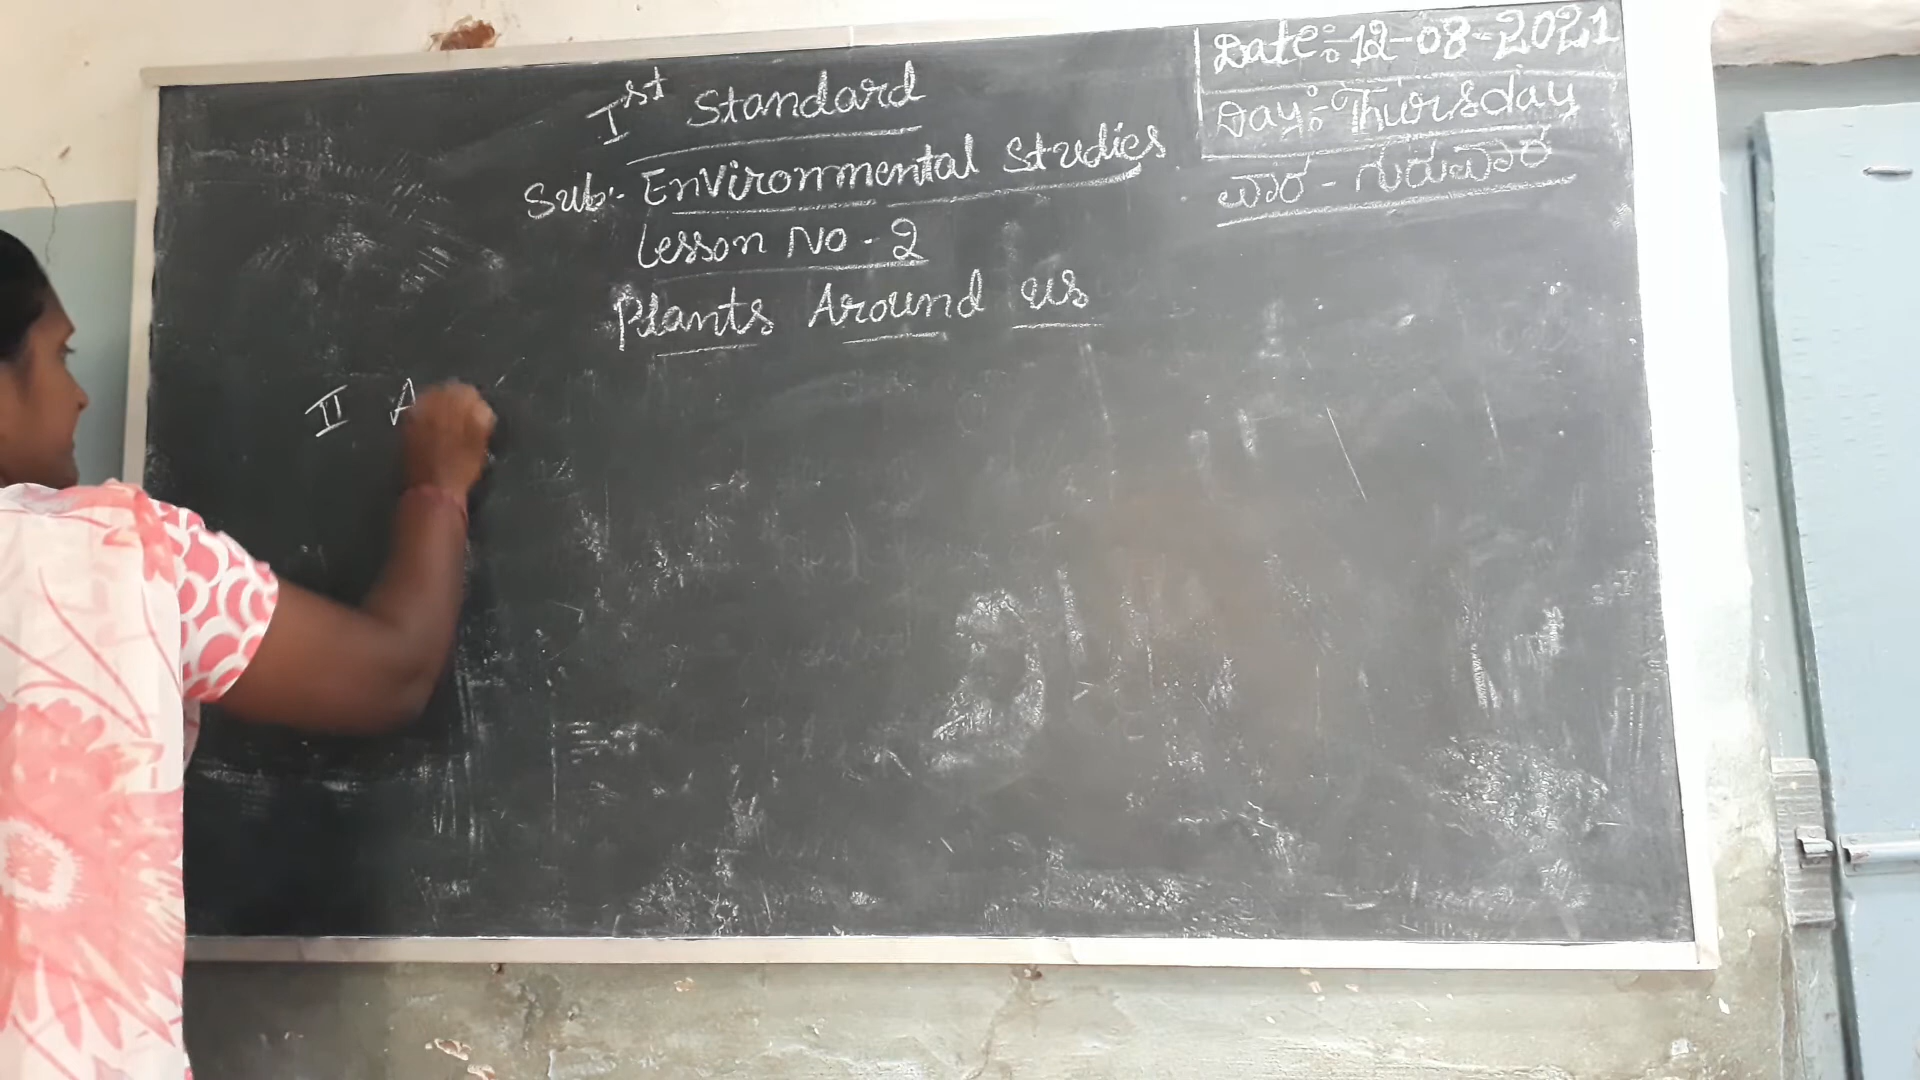 Ist Standard
Sub:- Environmental Studies
Lesson No - 2
Plants Around us
Date:- 12-08-2021
Day:- Thursday
ವಾರ - ಗುರುವಾರ
II A